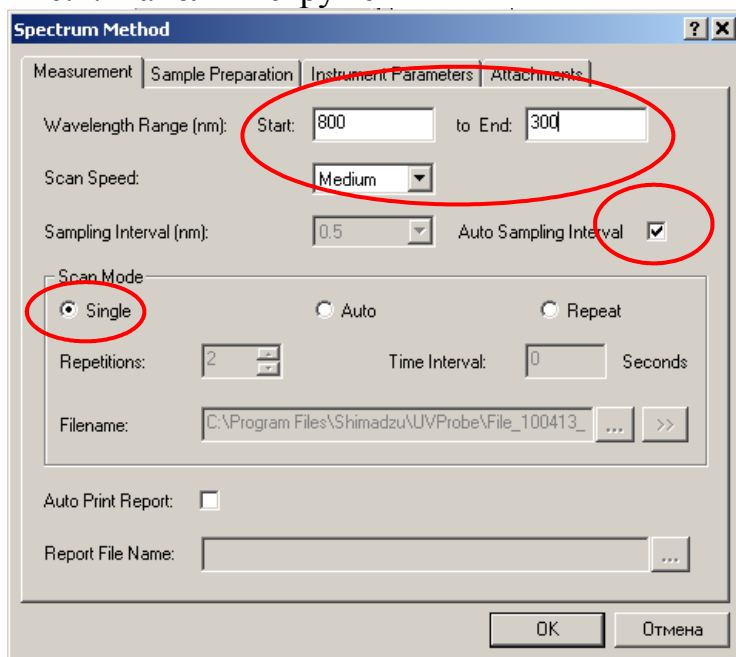 Spectrum Method
Measurement Sample Preparation Instrument Parameters Attachments
Wavelength Range (nm): Start: 800 to End: 300
Scan Speed: Medium
Sampling Interval (nm): 0.5 Auto Sampling Interval
Scan Mode
Single Auto Repeat
Repetitions: 2 Time Interval: 0 Seconds
Filename: C:\Program Files\Shimadzu\UVProbe\File_100413_ ... >>
Auto Print Report:
Report File Name: ...
OK Отмена